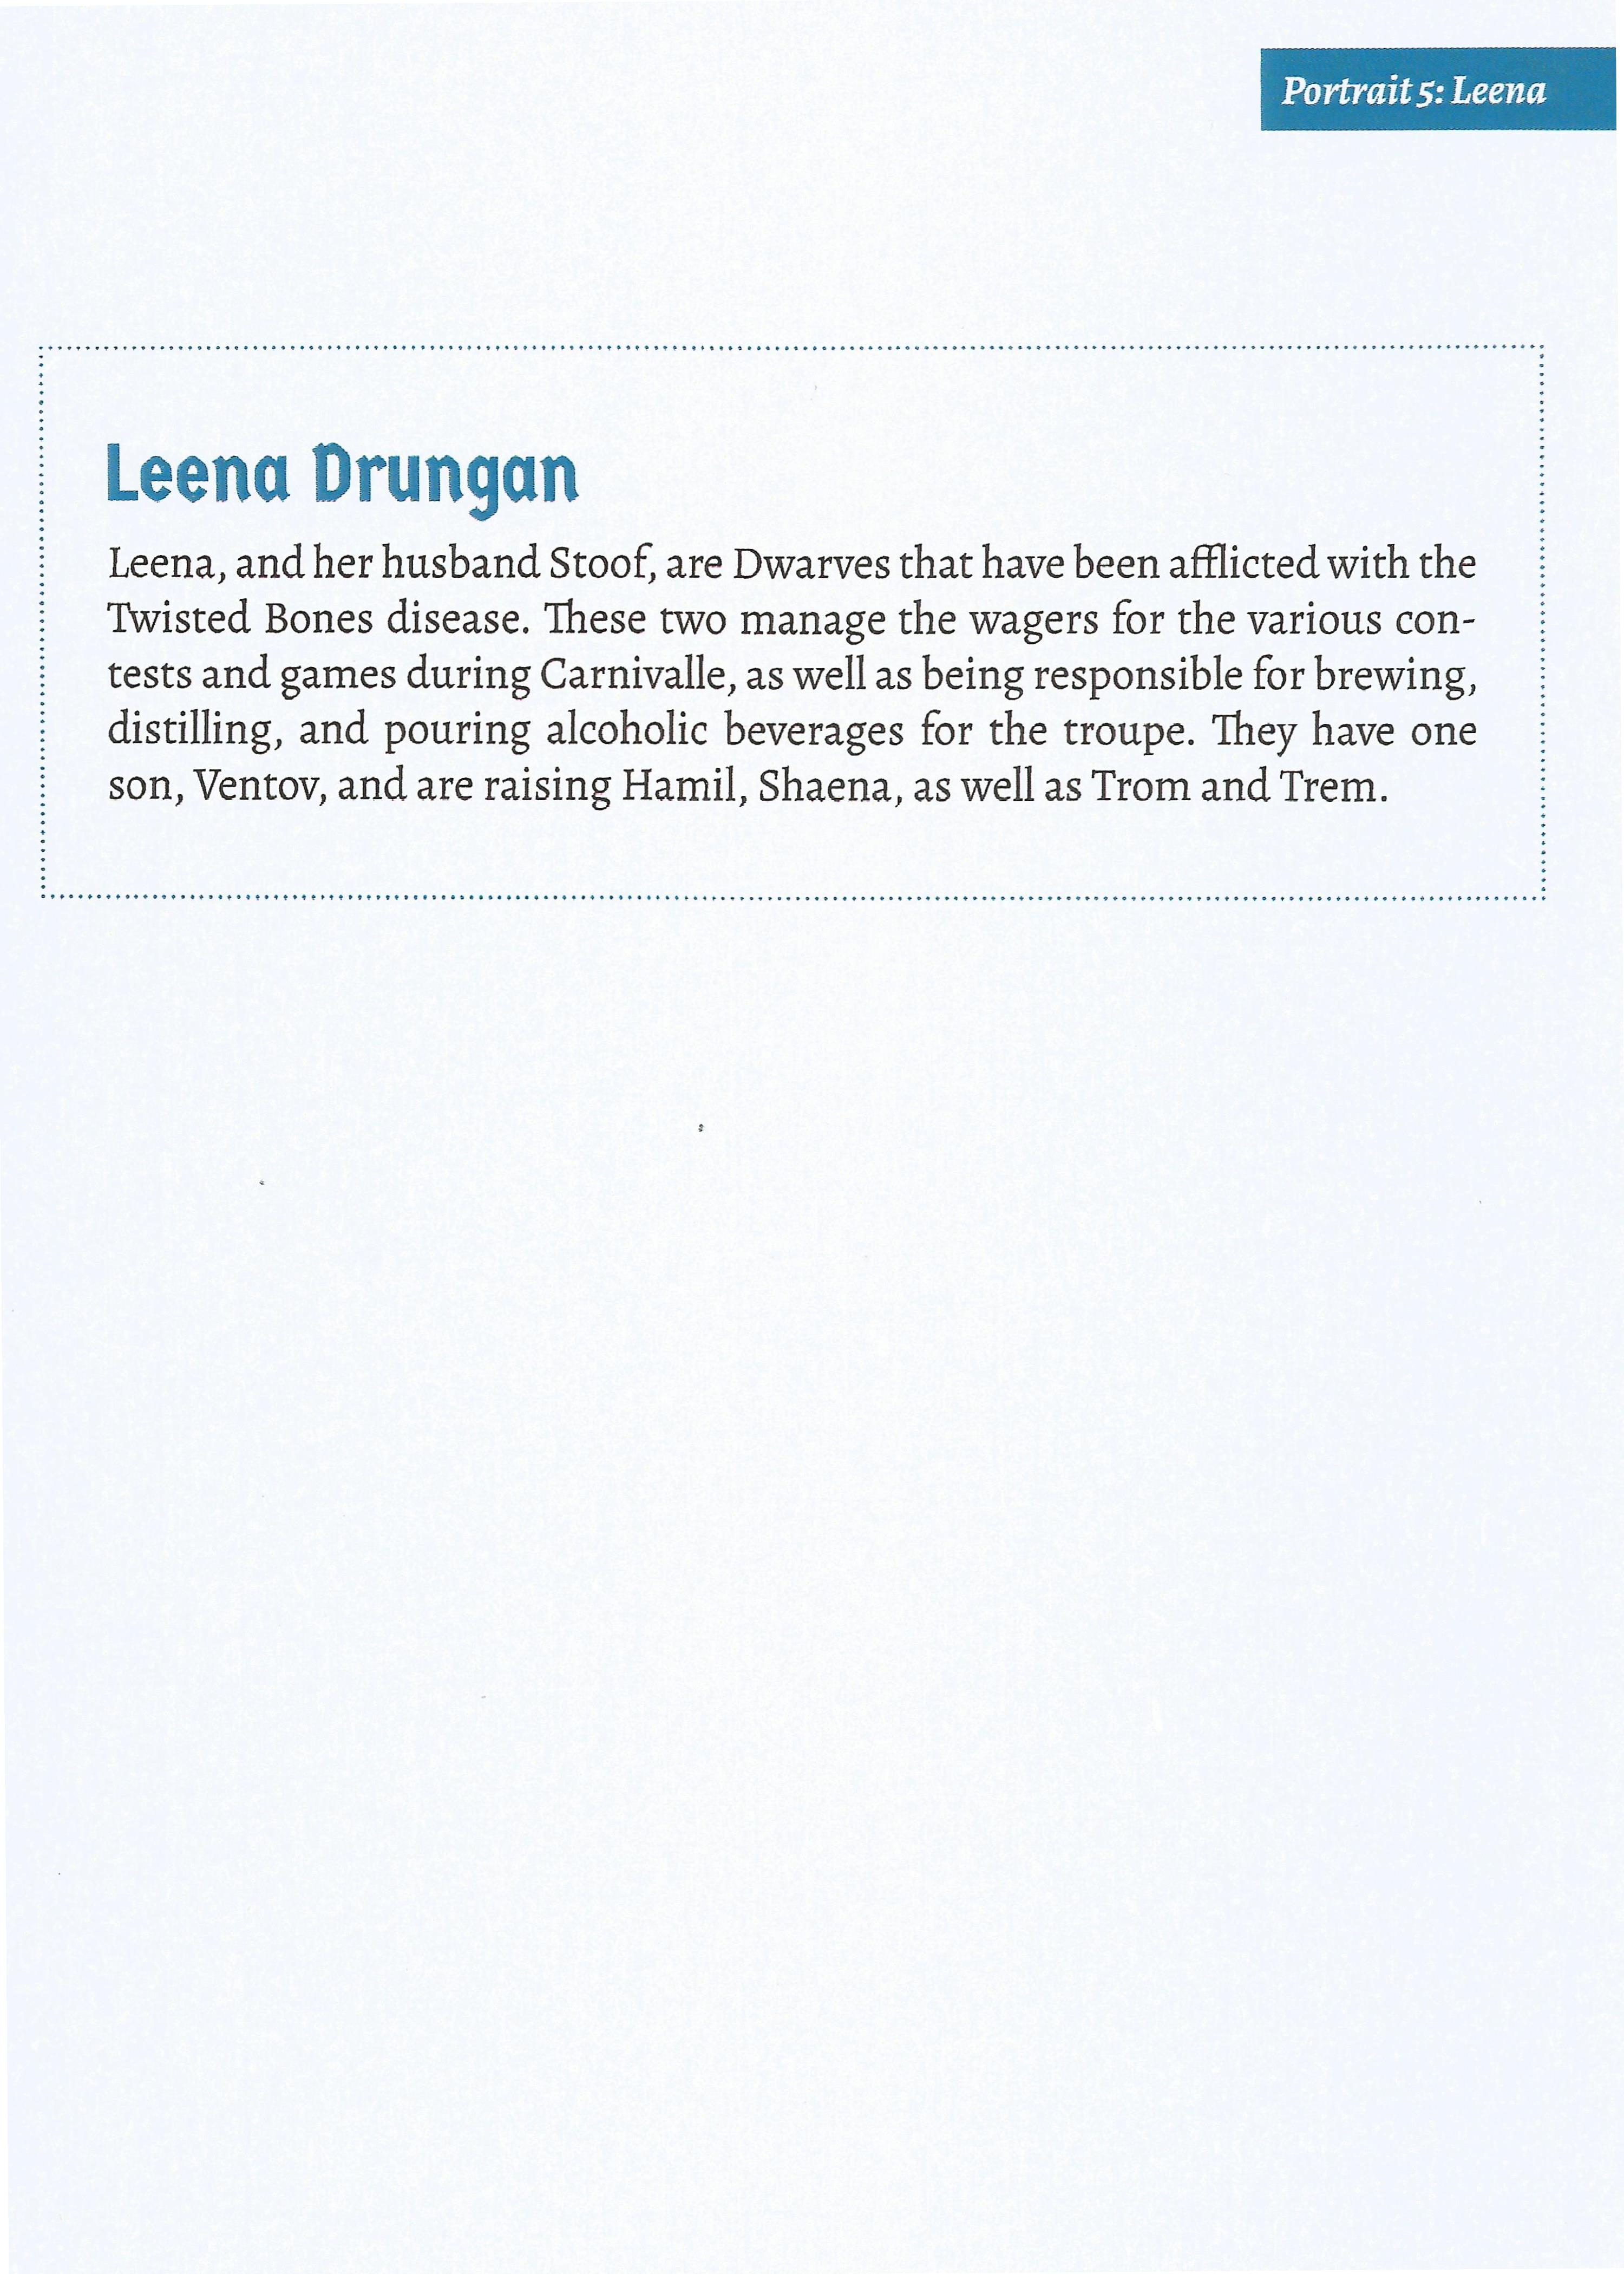 Portrait 5: Leena
Leena Drungan
Leena, and her husband Stoof, are Dwarves that have been afflicted with the
Twisted Bones disease. These two manage the wagers for the various con-
tests and games during Carnivalle, as well as being responsible for brewing,
distilling, and pouring alcoholic beverages for the troupe. They have one
son, Ventov, and are raising Hamil, Shaena, as well as Trom and Trem.